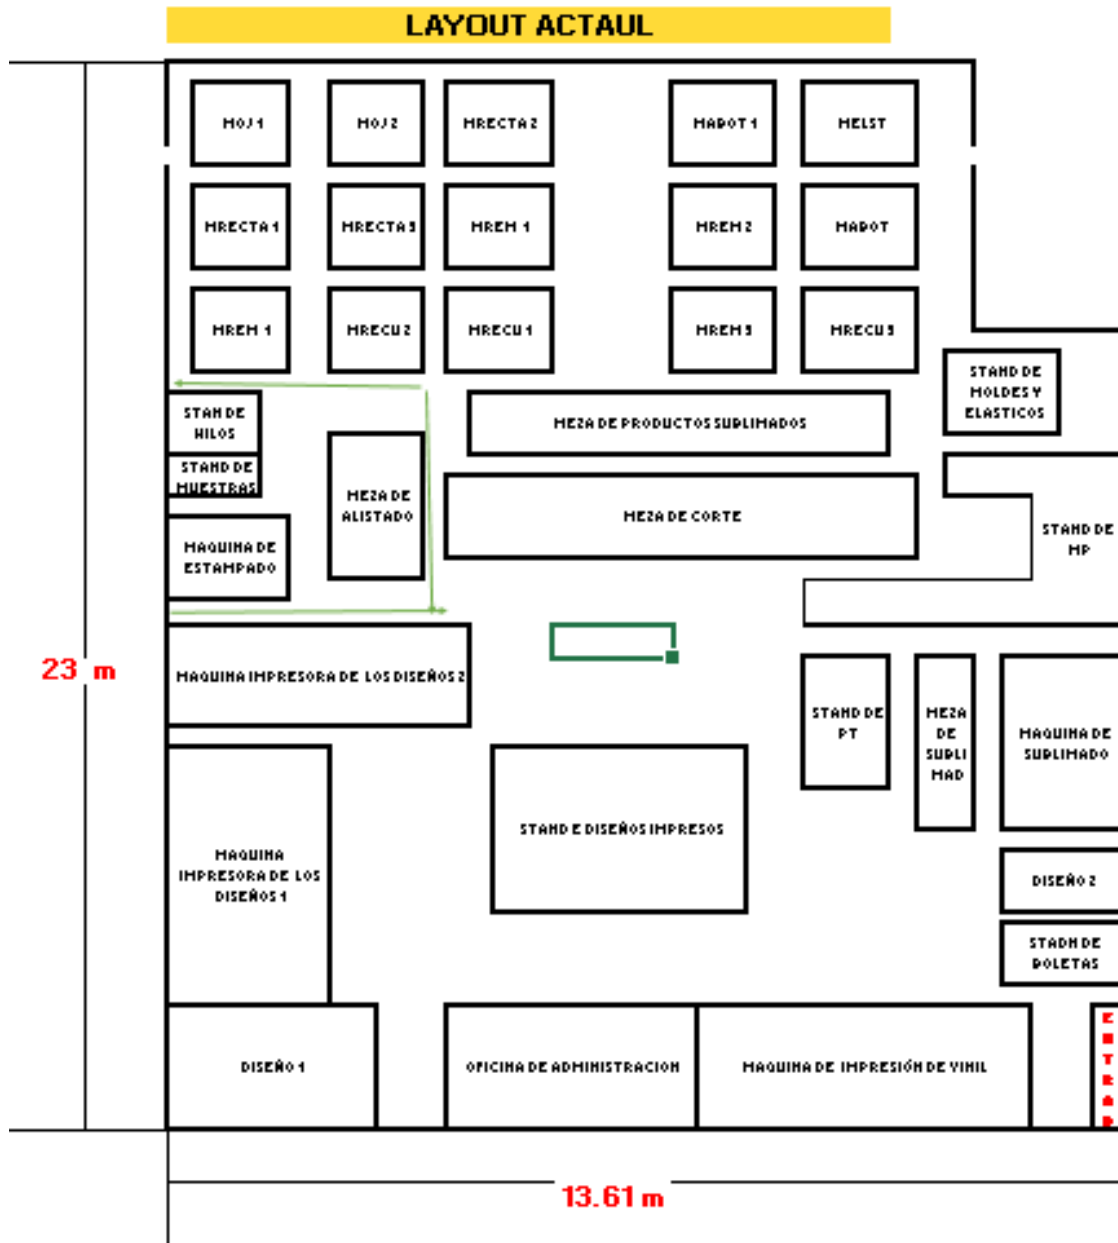 LAYOUT ACTAUL
MOJ 1
MOJ 2
MRECTA 2
MABOT 1
MELST
MRECTA 1
MRECTA 3
MREM 1
MREM 2
MABOT
MREM 1
MRECU 2
MRECU 1
MREM 3
MRECU 3
STAN DE
HILOS
STAND DE
MUESTRAS
MEZA DE
ALISTADO
MEZA DE PRODUCTOS SUBLIMADOS
STAND DE
MOLDES Y
ELASTICOS
MEZA DE CORTE
STAND DE
MP
MAQUINA DE
ESTAMPADO
23 m
MAQUINA IMPRESORA DE LOS DISEÑOS 2
STAND DE
PT
MEZA
DE
SUBLI
MAD
MAQUINA DE
SUBLIMADO
MAQUINA
IMPRESORA DE LOS
DISEÑOS 1
STAND E DISEÑOS IMPRESOS
DISEÑO 2
STADN DE
BOLETAS
DISEÑO 1
OFICINA DE ADMINISTRACION
MAQUINA DE IMPRESIÓN DE VINIL
E
N
T
R
A
D
13.61 m